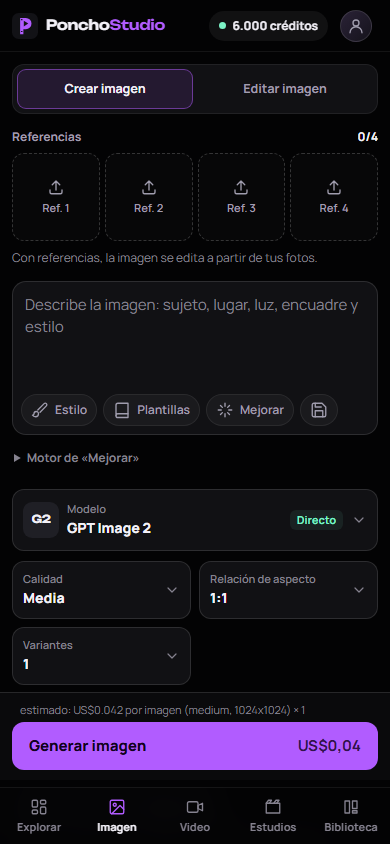 PonchoStudio
6.000 créditos
Crear imagen
Editar imagen
Referencias
0/4
Ref. 1
Ref. 2
Ref. 3
Ref. 4
Con referencias, la imagen se edita a partir de tus fotos.
Describe la imagen: sujeto, lugar, luz, encuadre y
estilo
Estilo
Plantillas
Mejorar
Motor de «Mejorar»
G2
Modelo
GPT Image 2
Directo
Calidad
Media
Relación de aspecto
1:1
Variantes
1
estimado: US$0.042 por imagen (medium, 1024x1024) × 1
Generar imagen
US$0,04
Explorar
Imagen
Video
Estudios
Biblioteca